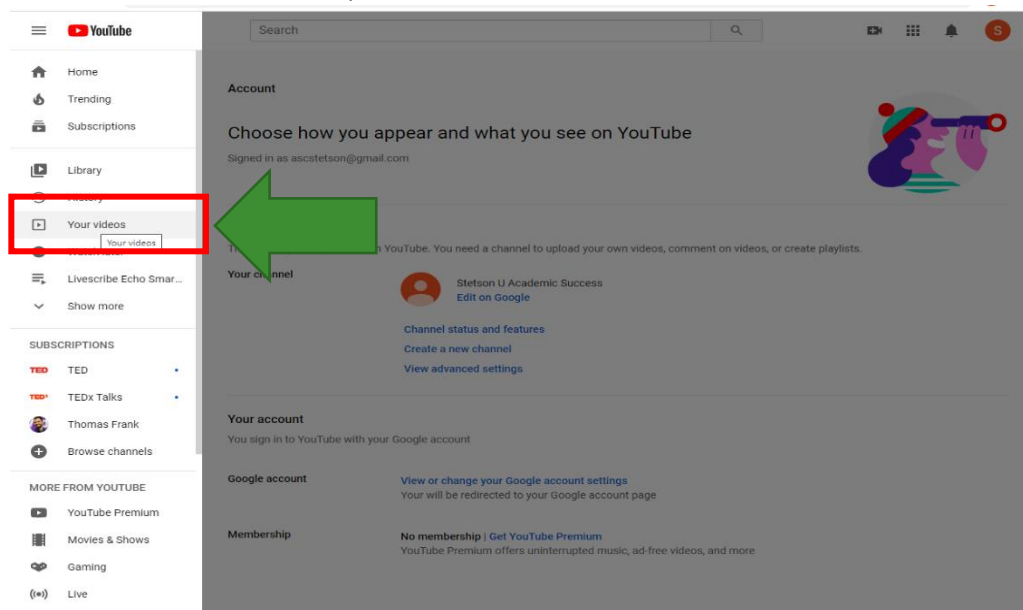 YouTube
Search
S
Home
Trending
Subscriptions
Library
History
Your videos
Your videos
Watch later
Livescribe Echo Smar...
Show more
SUBSCRIPTIONS
TED TED
TEDx TEDx Talks
Thomas Frank
Browse channels
MORE FROM YOUTUBE
YouTube Premium
Movies & Shows
Gaming
Live
Account
Choose how you appear and what you see on YouTube
Signed in as ascstetson@gmail.com
YouTube. You need a channel to upload your own videos, comment on videos, or create playlists.
Your channel
Stetson U Academic Success
Edit on Google
Channel status and features
Create a new channel
View advanced settings
Your account
You sign in to YouTube with your Google account
Google account
View or change your Google account settings
Your will be redirected to your Google account page
Membership
No membership | Get YouTube Premium
YouTube Premium offers uninterrupted music, ad-free videos, and more